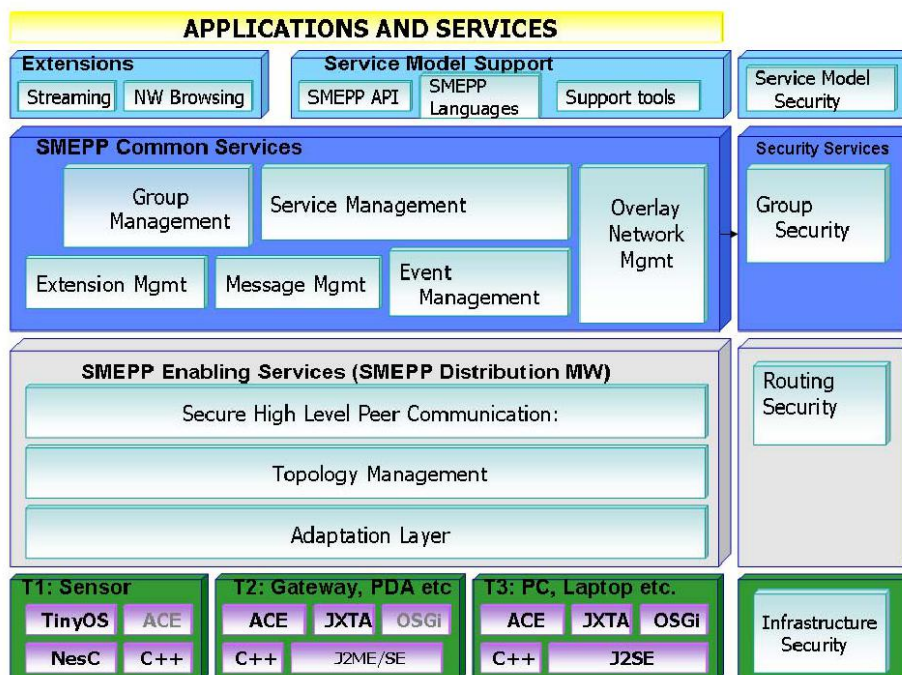 APPLICATIONS AND SERVICES
Extensions
Streaming
NW Browsing
Service Model Support
SMEPP API
SMEPP
Languages
Support tools
Service Model
Security
SMEPP Common Services
Group
Management
Service Management
Overlay
Network
Mgmt
Extension Mgmt
Message Mgmt
Event
Management
Security Services
Group
Security
SMEPP Enabling Services (SMEPP Distribution MW)
Secure High Level Peer Communication:
Topology Management
Adaptation Layer
Routing
Security
T1: Sensor
TinyOS
ACE
NesC
C++
T2: Gateway, PDA etc
ACE
JXTA
OSGi
C++
J2ME/SE
T3: PC, Laptop etc.
ACE
JXTA
OSGi
C++
J2SE
Infrastructure
Security